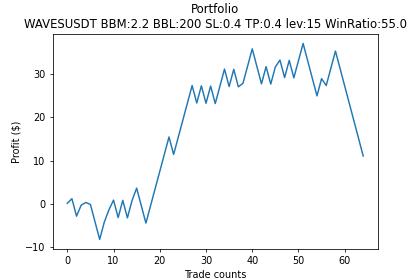 Portfolio
WAVESUSDT BBM:2.2 BBL:200 SL:0.4 TP:0.4 lev:15 WinRatio:55.0
Profit ($)
30
20
10
0
−10
0 10 20 30 40 50 60
Trade counts